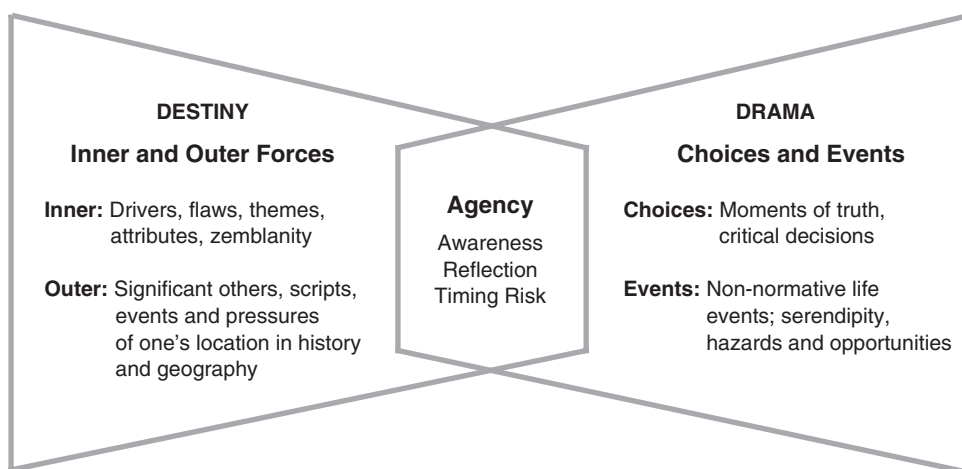 DESTINY
Inner and Outer Forces
Inner: Drivers, flaws, themes,
attributes, zemblanity
Outer: Significant others, scripts,
events and pressures
of one's location in history
and geography
Agency
Awareness
Reflection
Timing Risk
DRAMA
Choices and Events
Choices: Moments of truth,
critical decisions
Events: Non-normative life
events; serendipity,
hazards and opportunities